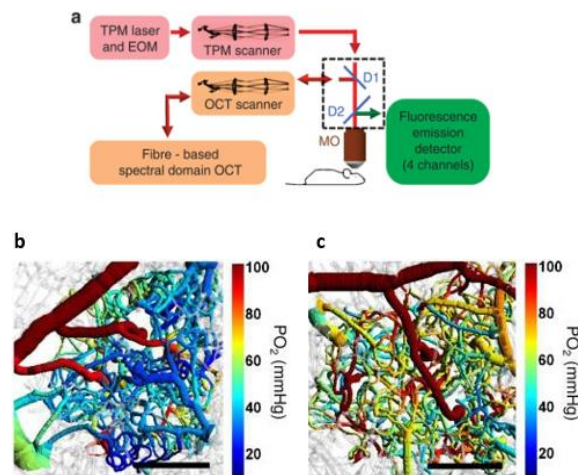 a
TPM laser
and EOM
TPM scanner
OCT scanner
D1
D2
MO
Fluorescence
emission
detector
(4 channels)
Fibre - based
spectral domain OCT
b
100
80
60
40
20
PO2 (mmHg)
c
100
80
60
40
20
PO2 (mmHg)